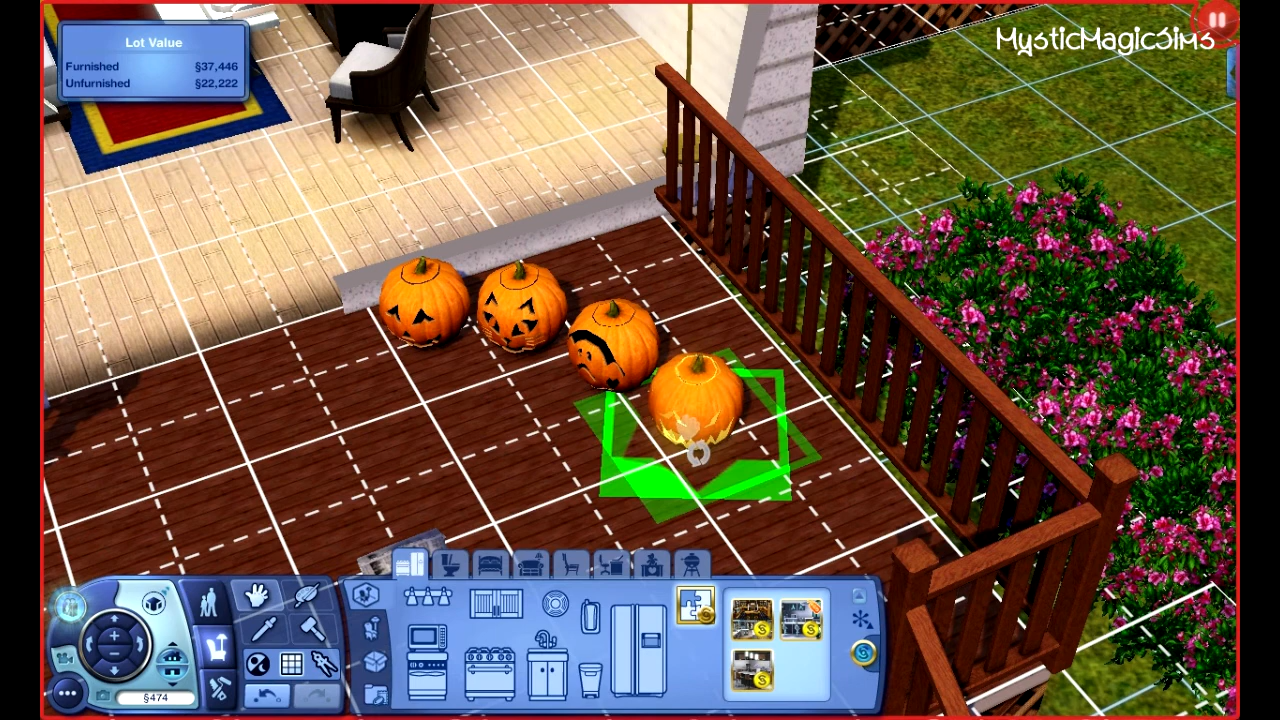 Lot Value
Furnished §37,446
Unfurnished §22,222
MysticMagicSims
§474